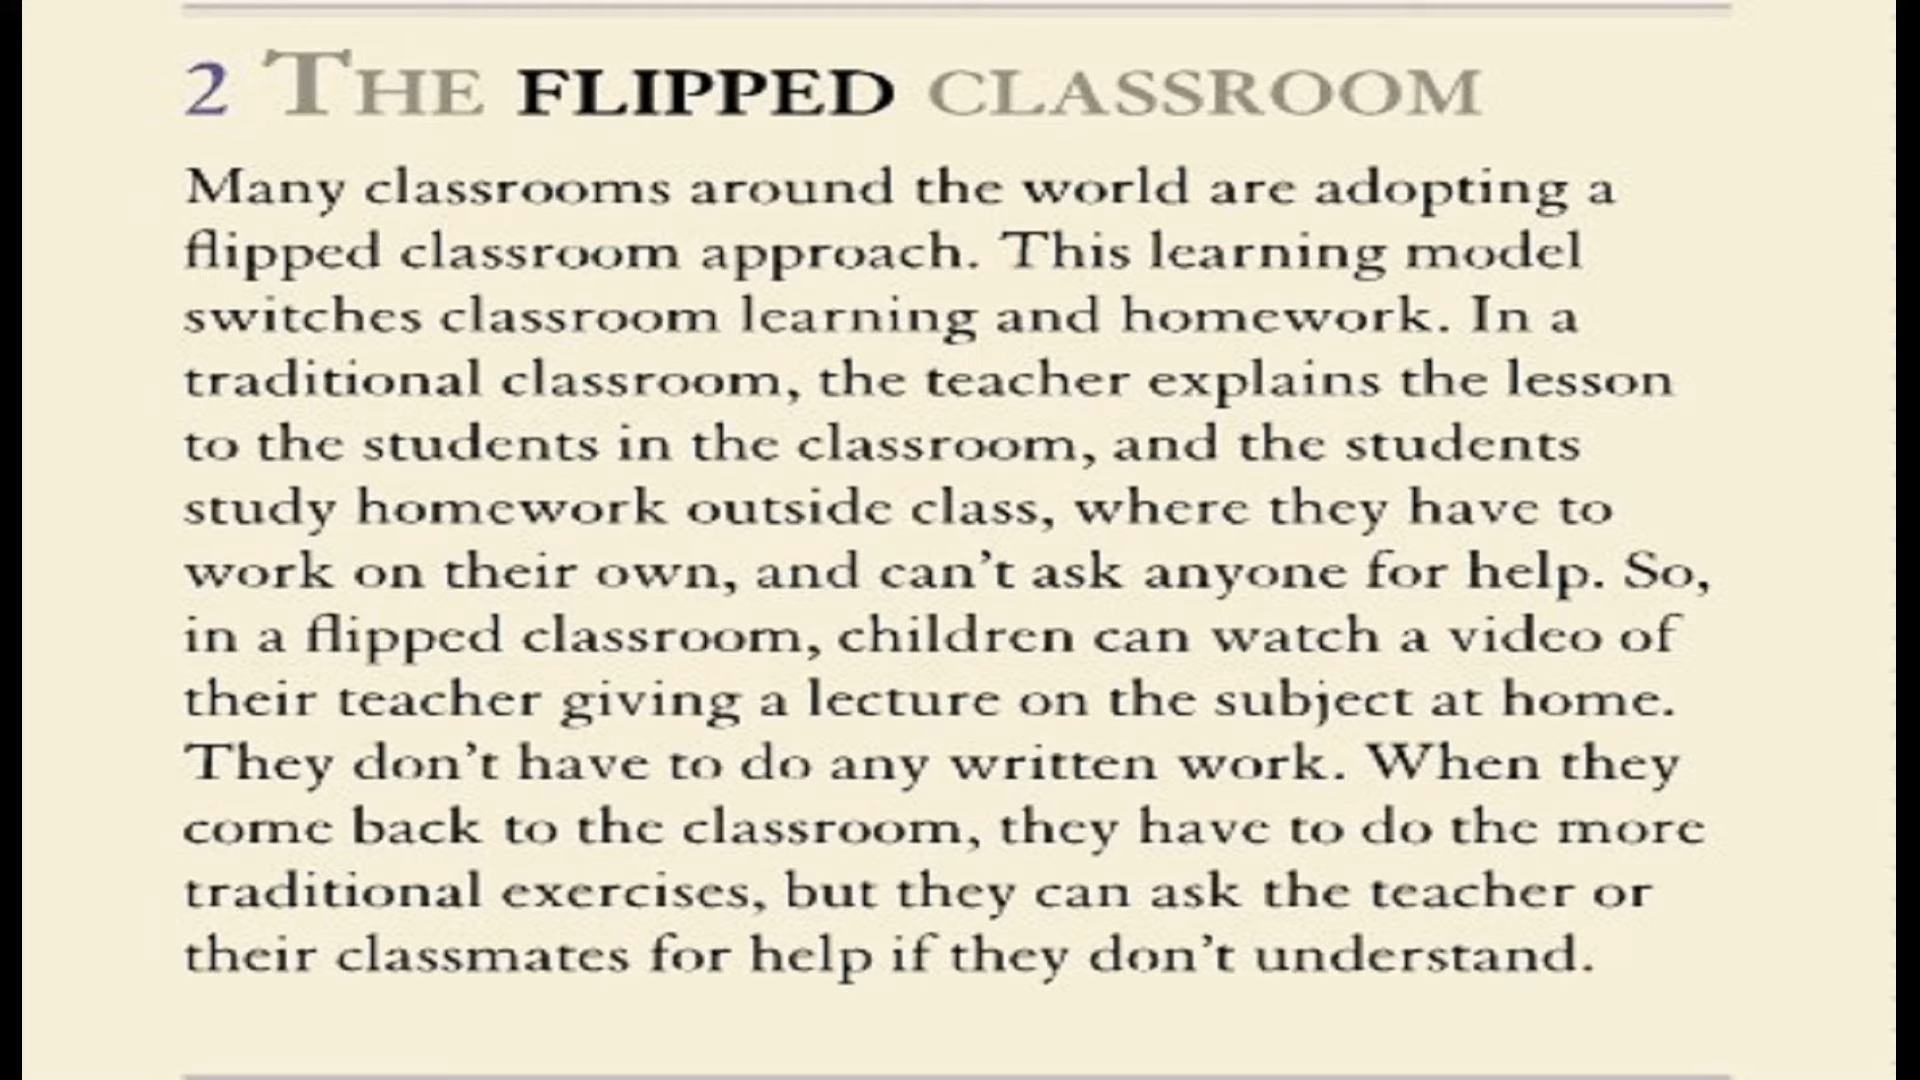 2 THE FLIPPED CLASSROOM
Many classrooms around the world are adopting a
flipped classroom approach. This learning model
switches classroom learning and homework. In a
traditional classroom, the teacher explains the lesson
to the students in the classroom, and the students
study homework outside class, where they have to
work on their own, and can't ask anyone for help. So,
in a flipped classroom, children can watch a video of
their teacher giving a lecture on the subject at home.
They don't have to do any written work. When they
come back to the classroom, they have to do the more
traditional exercises, but they can ask the teacher or
their classmates for help if they don't understand.